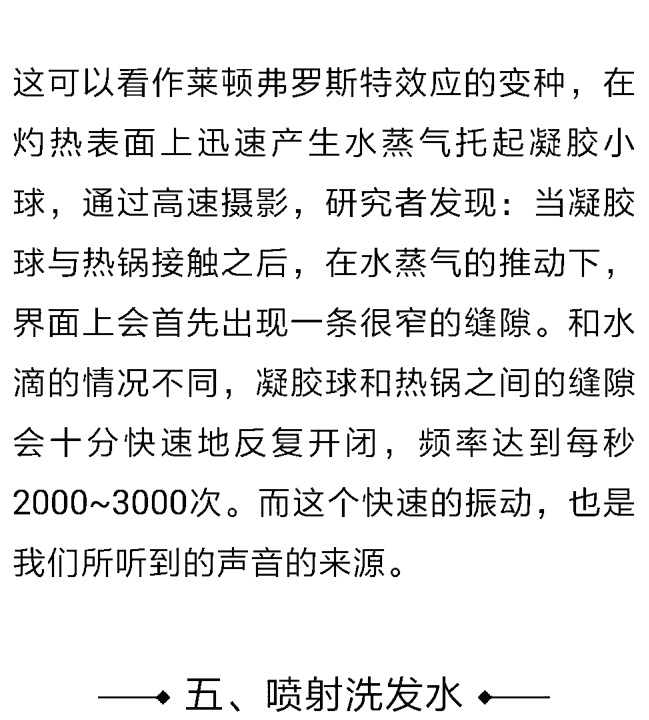 这可以看作莱顿弗罗斯特效应的变种，在
灼热表面上迅速产生水蒸气托起凝胶小
球，通过高速摄影，研究者发现：当凝胶
球与热锅接触之后，在水蒸气的推动下，
界面上会首先出现一条很窄的缝隙。和水
滴的情况不同，凝胶球和热锅之间的缝隙
会十分快速地反复开闭，频率达到每秒
2000~3000次。而这个快速的振动，也是
我们所听到的声音的来源。
五、喷射洗发水